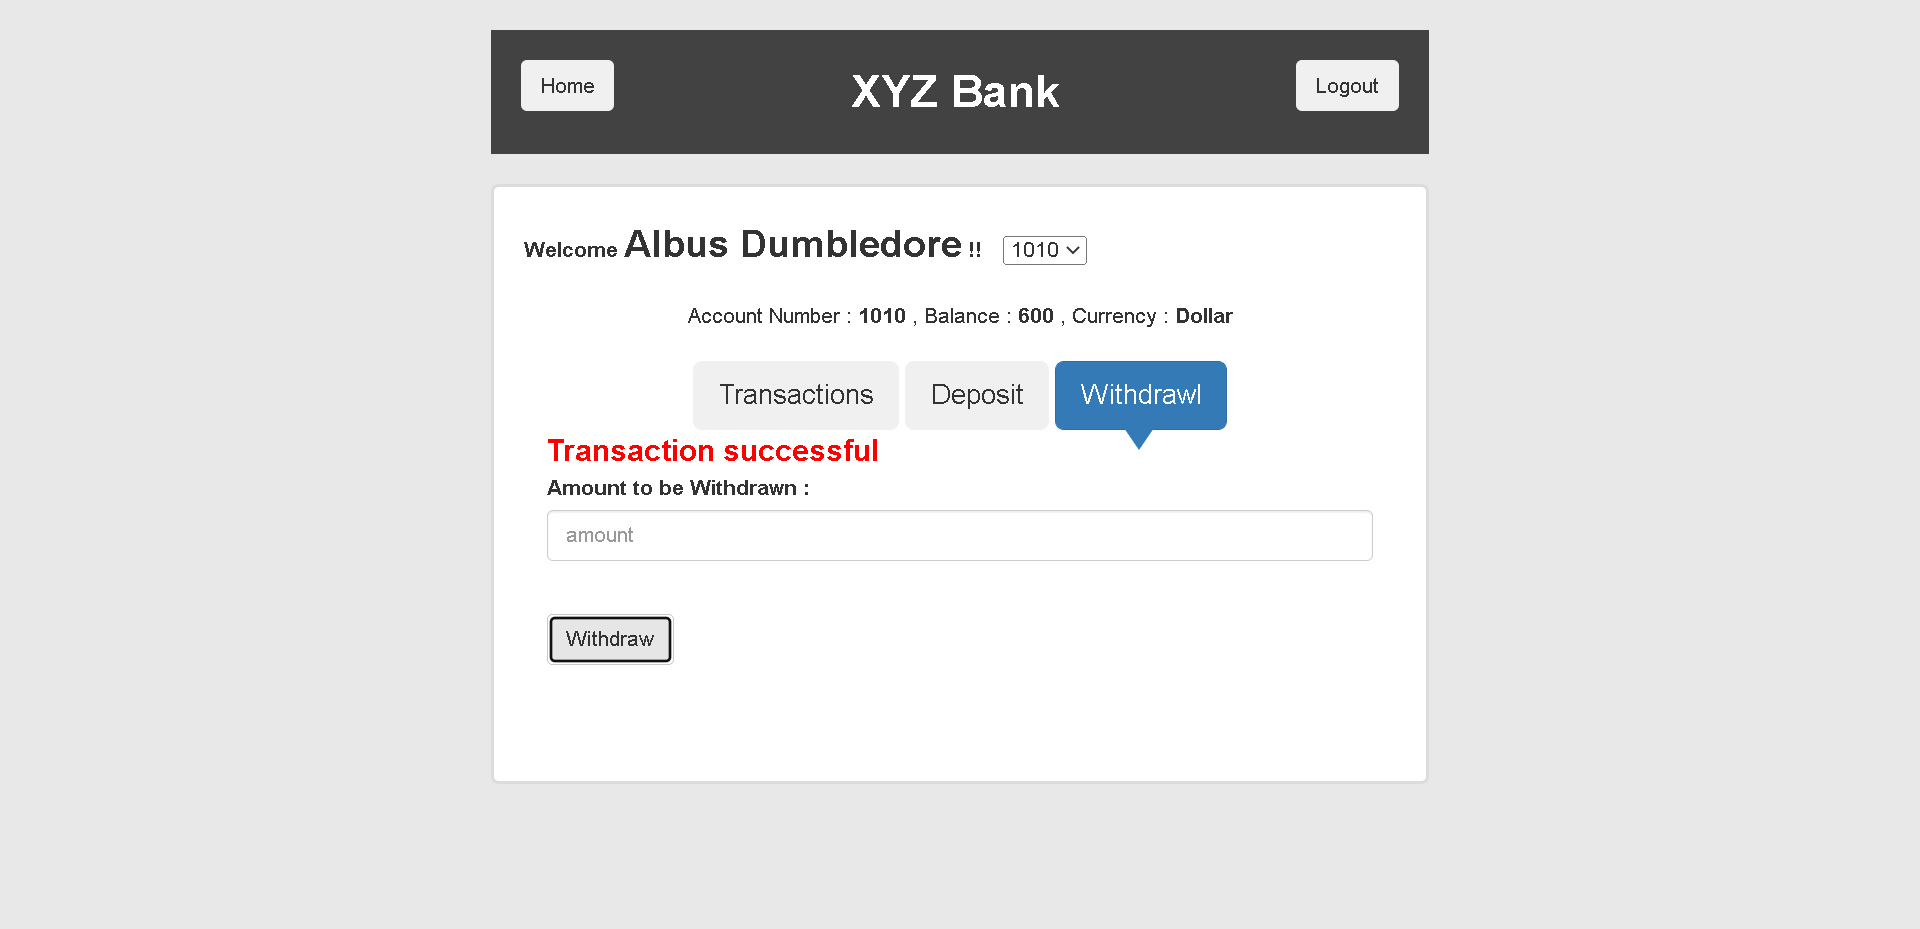 Home
XYZ Bank
Logout
Welcome Albus Dumbledore !! 1010
Account Number : 1010 , Balance : 600 , Currency : Dollar
Transactions
Deposit
Withdrawl
Transaction successful
Amount to be Withdrawn :
amount
Withdraw